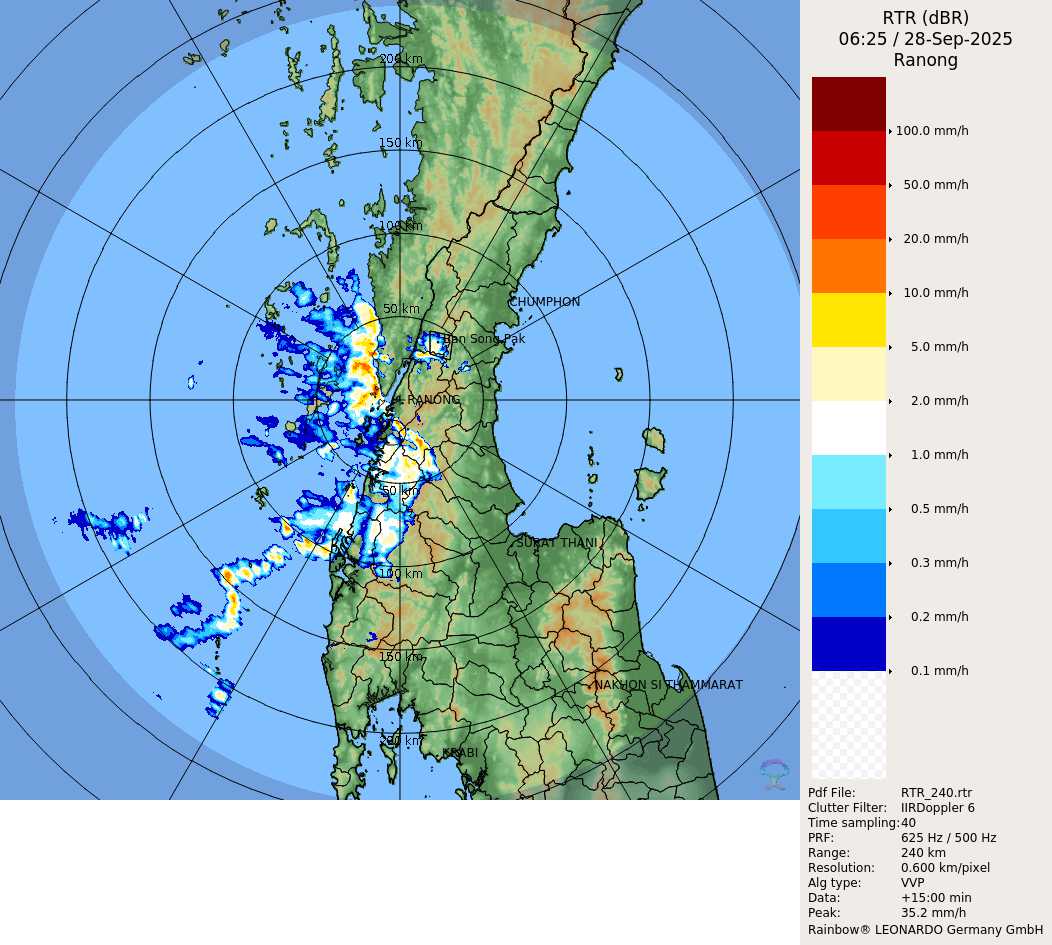 RTR (dBR)
06:25 / 28-Sep-2025
Ranong
200 km
150 km
100 km
50 km
CHUMPHON
Ban Song Pak
RANONG
50 km
SURAT THANI
100 km
150 km
NAKHON SI THAMMARAT
200 km
KRABI
100.0 mm/h
50.0 mm/h
20.0 mm/h
10.0 mm/h
5.0 mm/h
2.0 mm/h
1.0 mm/h
0.5 mm/h
0.3 mm/h
0.2 mm/h
0.1 mm/h
Pdf File: RTR_240.rtr
Clutter Filter: IIRDoppler 6
Time sampling: 40
PRF: 625 Hz / 500 Hz
Range: 240 km
Resolution: 0.600 km/pixel
Alg type: VVP
Data: +15:00 min
Peak: 35.2 mm/h
Rainbow® LEONARDO Germany GmbH